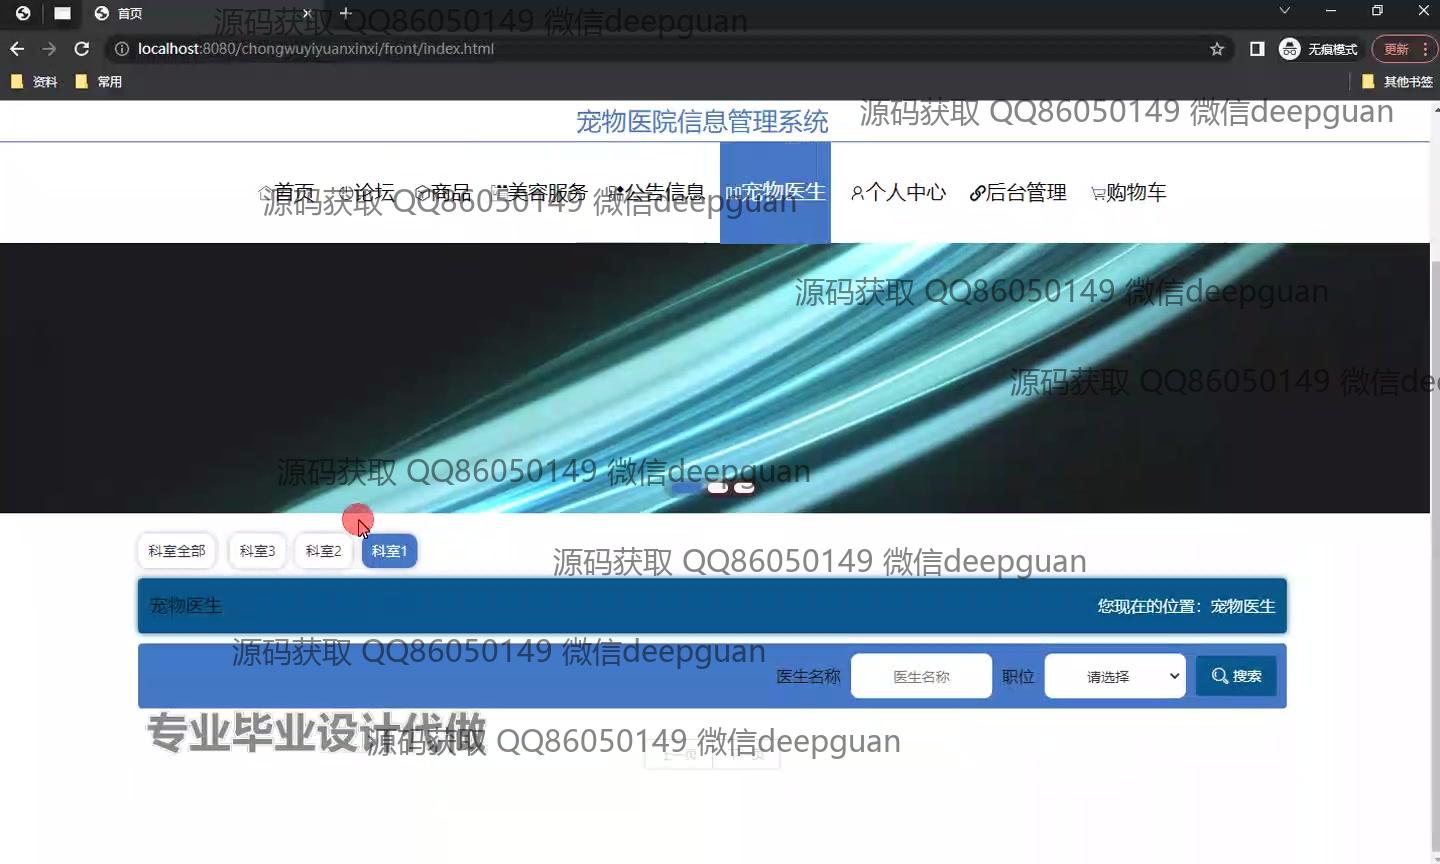 首页
源码获取 QQ86050149 微信deepguan
localhost:8080/chongwuyiyuanxinxi/front/index.html
无痕模式
更新
资料
常用
其他书签
宠物医院信息管理系统
源码获取 QQ86050149 微信deepguan
首页 论坛 商品 美容服务 公告信息 宠物医生 个人中心 后台管理 购物车
源码获取 QQ86050149 微信deepguan
源码获取 QQ86050149 微信deepguan
源码获取 QQ86050149 微信dee
源码获取 QQ86050149 微信deepguan
科室全部 科室3 科室2 科室1
源码获取 QQ86050149 微信deepguan
宠物医生
您现在的位置：宠物医生
源码获取 QQ86050149 微信deepguan
医生名称 医生名称 职位 请选择 搜索
专业毕业设计代做
源码获取 QQ86050149 微信deepguan
上一页 下一页